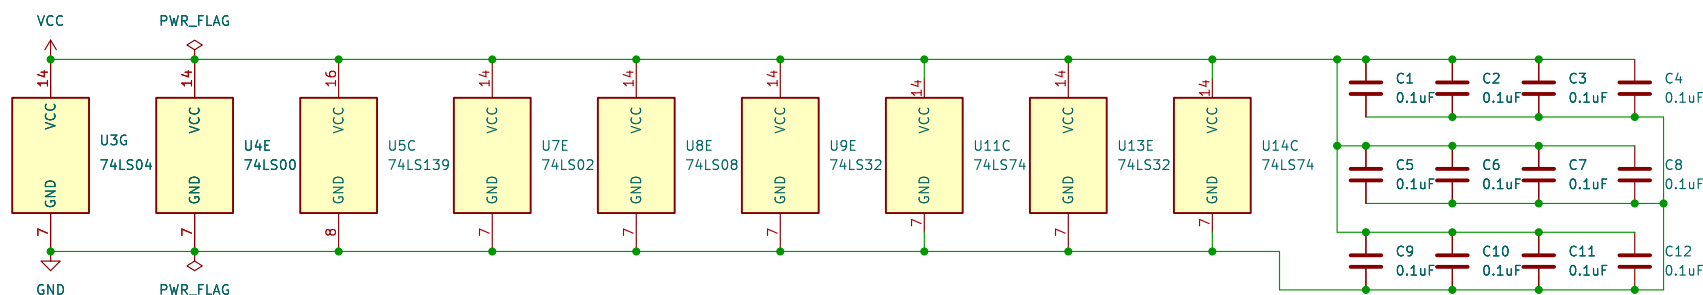 VCC PWR_FLAG
14 14 16 14 14 14 14 14 14
VCC VCC VCC VCC VCC VCC VCC VCC VCC
U3G U4E U5C U7E U8E U9E U11C U13E U14C
74LS04 74LS00 74LS139 74LS02 74LS08 74LS32 74LS74 74LS32 74LS74
GND GND GND GND GND GND GND GND GND
7 7 8 7 7 7 7 7 7
GND PWR_FLAG
C1 C2 C3 C4
0.1uF 0.1uF 0.1uF 0.1uF
C5 C6 C7 C8
0.1uF 0.1uF 0.1uF 0.1uF
C9 C10 C11 C12
0.1uF 0.1uF 0.1uF 0.1uF